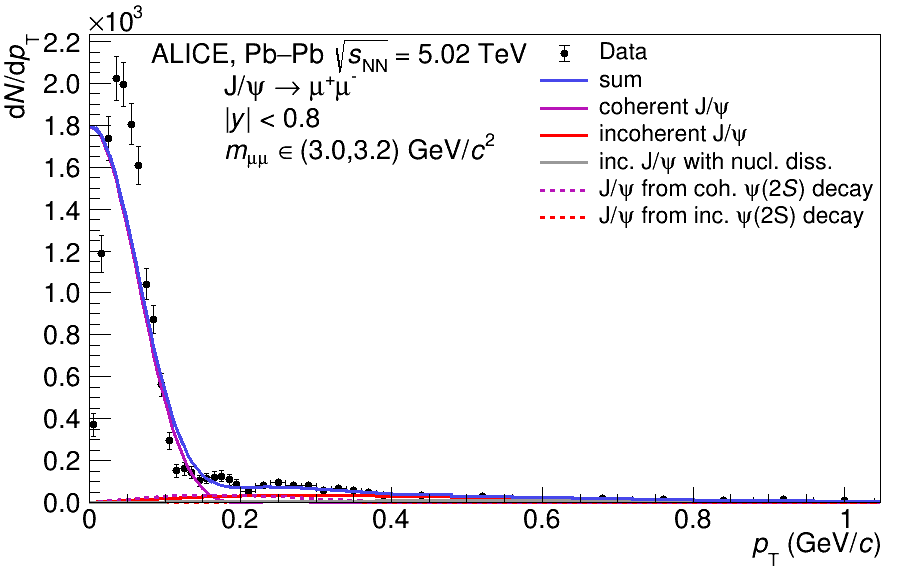 ×10³
dN/dp_T
2.2
2.0
1.8
1.6
1.4
1.2
1.0
0.8
0.6
0.4
0.2
0.0
ALICE, Pb–Pb √s_NN = 5.02 TeV
J/ψ → μ⁺μ⁻
|y| < 0.8
m_μμ ∈ (3.0,3.2) GeV/c²
Data
sum
coherent J/ψ
incoherent J/ψ
inc. J/ψ with nucl. diss.
J/ψ from coh. ψ(2S) decay
J/ψ from inc. ψ(2S) decay
0 0.2 0.4 0.6 0.8 1
p_T (GeV/c)